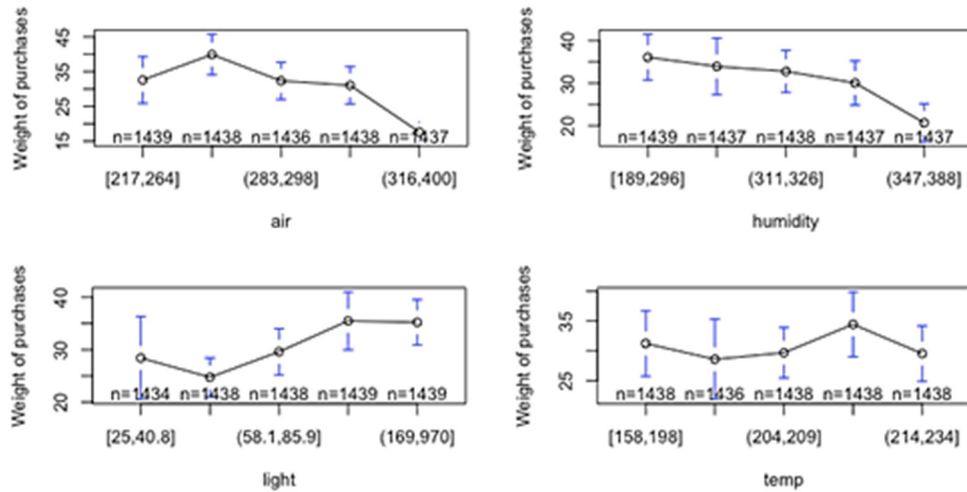 Weight of purchases
45
35
25
15
n=1439 n=1438 n=1436 n=1438 n=1437
[217,264] (283,298] (316,400]
air
Weight of purchases
40
30
20
n=1439 n=1437 n=1438 n=1437 n=1437
[189,296] (311,326] (347,388]
humidity
Weight of purchases
40
30
20
n=1434 n=1438 n=1438 n=1439 n=1439
[25,40.8] (58.1,85.9] (169,970]
light
Weight of purchases
35
25
n=1438 n=1436 n=1438 n=1438 n=1438
[158,198] (204,209] (214,234]
temp